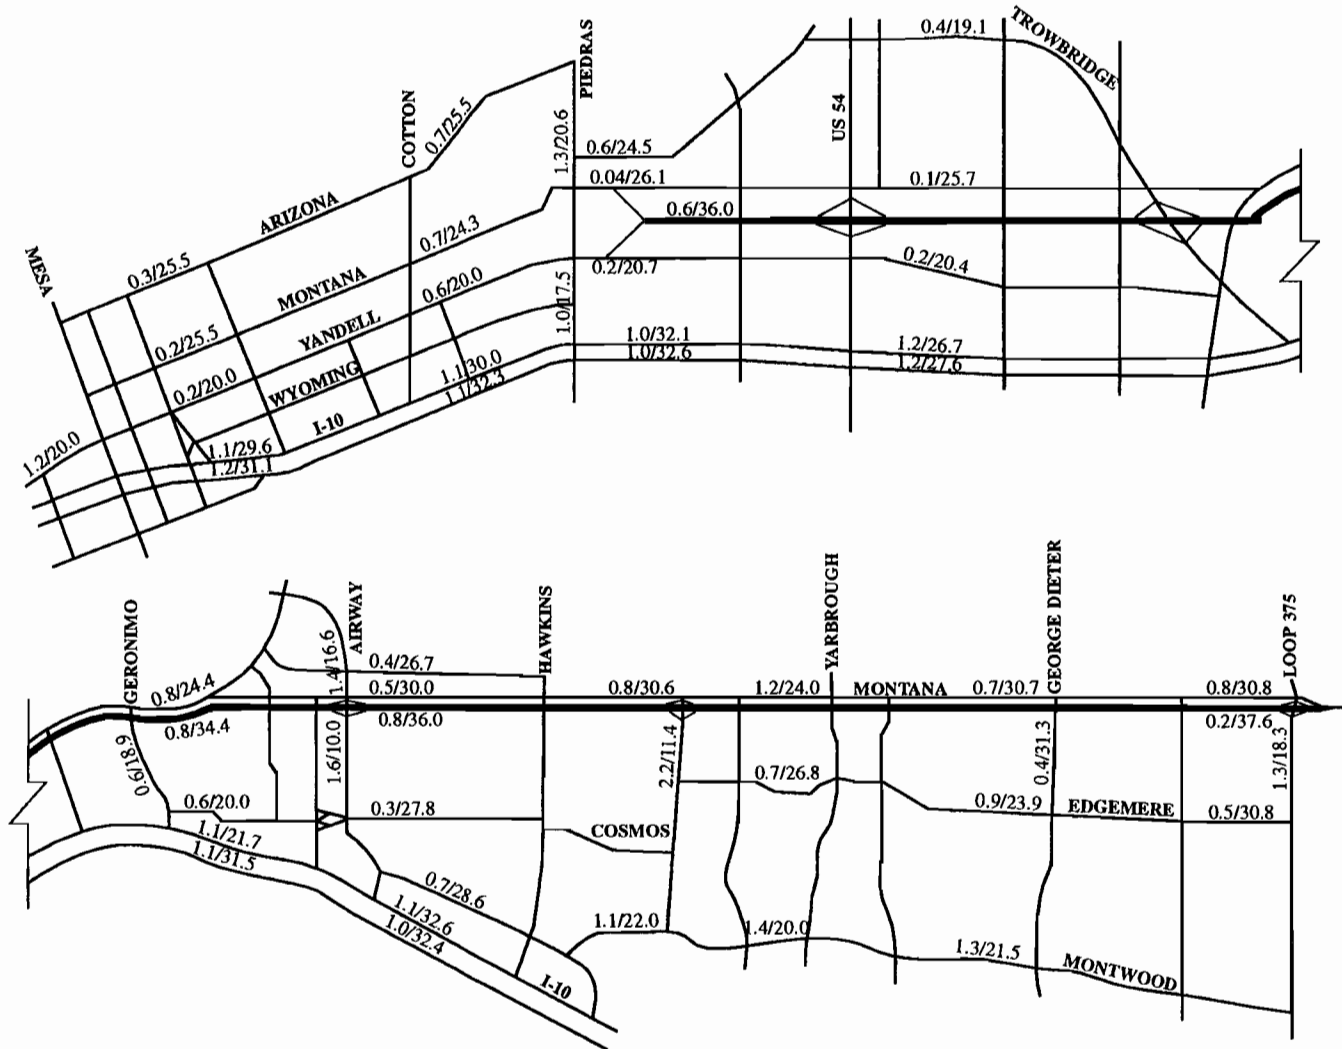 TROWBRIDGE
0.4/19.1
PIEDRAS
US 54
COTTON
0.7/25.5
1.3/20.6
0.6/24.5
0.04/26.1
0.1/25.7
ARIZONA
0.6/36.0
0.7/24.3
MESA
0.3/25.5
MONTANA
0.6/20.0
0.2/20.7
0.2/20.4
1.0/17.5
0.2/25.5
YANDELL
1.0/32.1
1.0/32.6
1.2/26.7
1.2/27.6
0.2/20.0
WYOMING
1.1/30.0
1.1/32.3
I-10
1.2/20.0
1.1/29.6
1.2/31.1
GERONIMO
AIRWAY
HAWKINS
YARBROUGH
GEORGE DIETER
LOOP 375
1.4/16.6
0.4/26.7
0.8/24.4
0.5/30.0
0.8/30.6
1.2/24.0
MONTANA
0.7/30.7
0.8/30.8
0.8/34.4
0.8/36.0
0.2/37.6
0.6/18.9
1.6/10.0
2.2/11.4
0.4/31.3
1.3/18.3
0.7/26.8
0.6/20.0
0.3/27.8
0.9/23.9
EDGEMERE
0.5/30.8
COSMOS
1.1/21.7
1.1/31.5
0.7/28.6
1.1/32.6
1.0/32.4
1.1/22.0
1.4/20.0
1.3/21.5
MONTWOOD
I-10